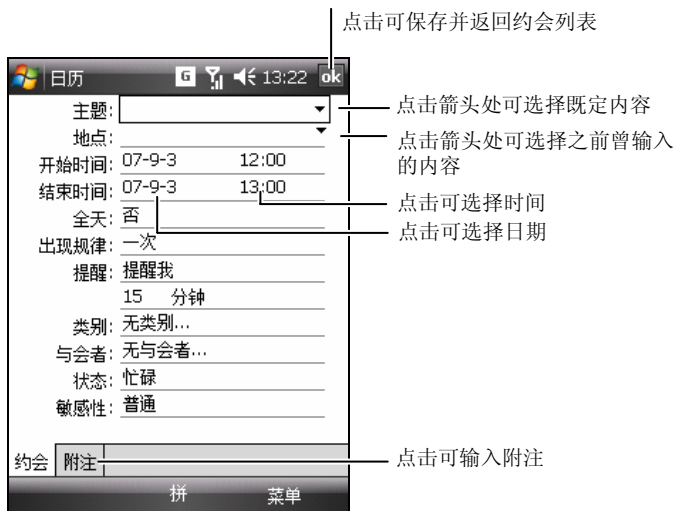 点击可保存并返回约会列表
日历 G 13:22 ok
主题:
点击箭头处可选择既定内容
地点:
点击箭头处可选择之前曾输入
的内容
开始时间: 07-9-3 12:00
结束时间: 07-9-3 13:00
点击可选择时间
全天: 否
点击可选择日期
出现规律: 一次
提醒: 提醒我
15 分钟
类别: 无类别...
与会者: 无与会者...
状态: 忙碌
敏感性: 普通
约会 附注
点击可输入附注
拼 菜单